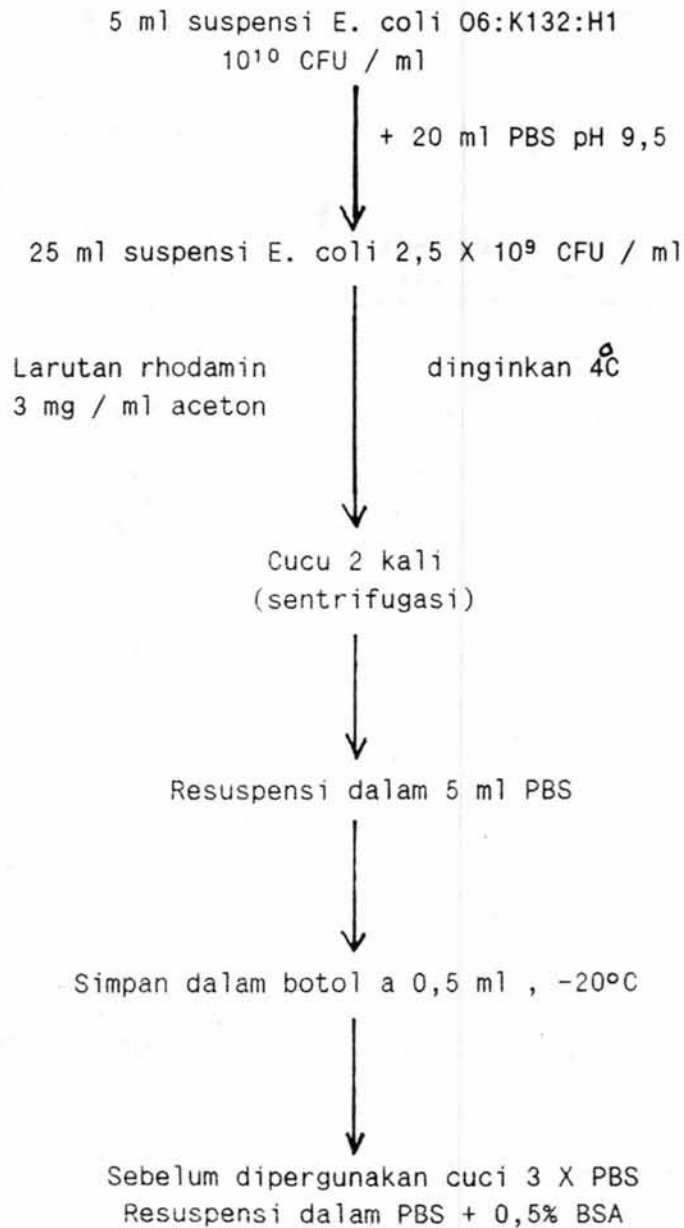 5 ml suspensi E. coli O6:K132:H1
10¹⁰ CFU / ml
+ 20 ml PBS pH 9,5
25 ml suspensi E. coli 2,5 X 10⁹ CFU / ml
Larutan rhodamin dinginkan 4°C
3 mg / ml aceton
Cucu 2 kali
(sentrifugasi)
Resuspensi dalam 5 ml PBS
Simpan dalam botol a 0,5 ml , -20°C
Sebelum dipergunakan cuci 3 X PBS
Resuspensi dalam PBS + 0,5% BSA